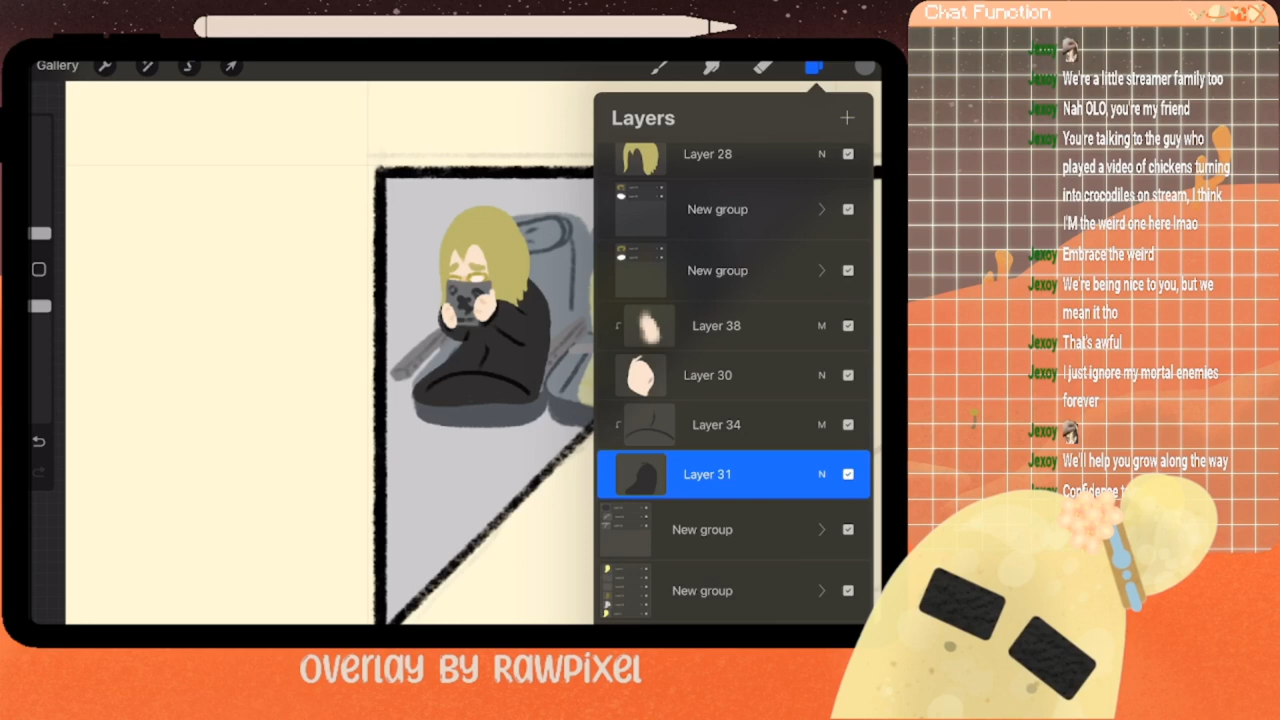 Chat Function
Gallery
Layers
Layer 28
N
New group
New group
Layer 38
M
Layer 30
N
Layer 34
M
Layer 31
N
New group
New group
Jexoy
Jexoy We're a little streamer family too
Jexoy Nah OLO, you're my friend
Jexoy You're talking to the guy who
played a video of chickens turning
into crocodiles on stream, I think
I'M the weird one here lmao
Jexoy Embrace the weird
Jexoy We're being nice to you, but we
mean it tho
Jexoy That's awful
Jexoy I just ignore my mortal enemies
forever
Jexoy
Jexoy We'll help you grow along the way
Jexoy Confidence
OVERLAY BY RAWPIXEL